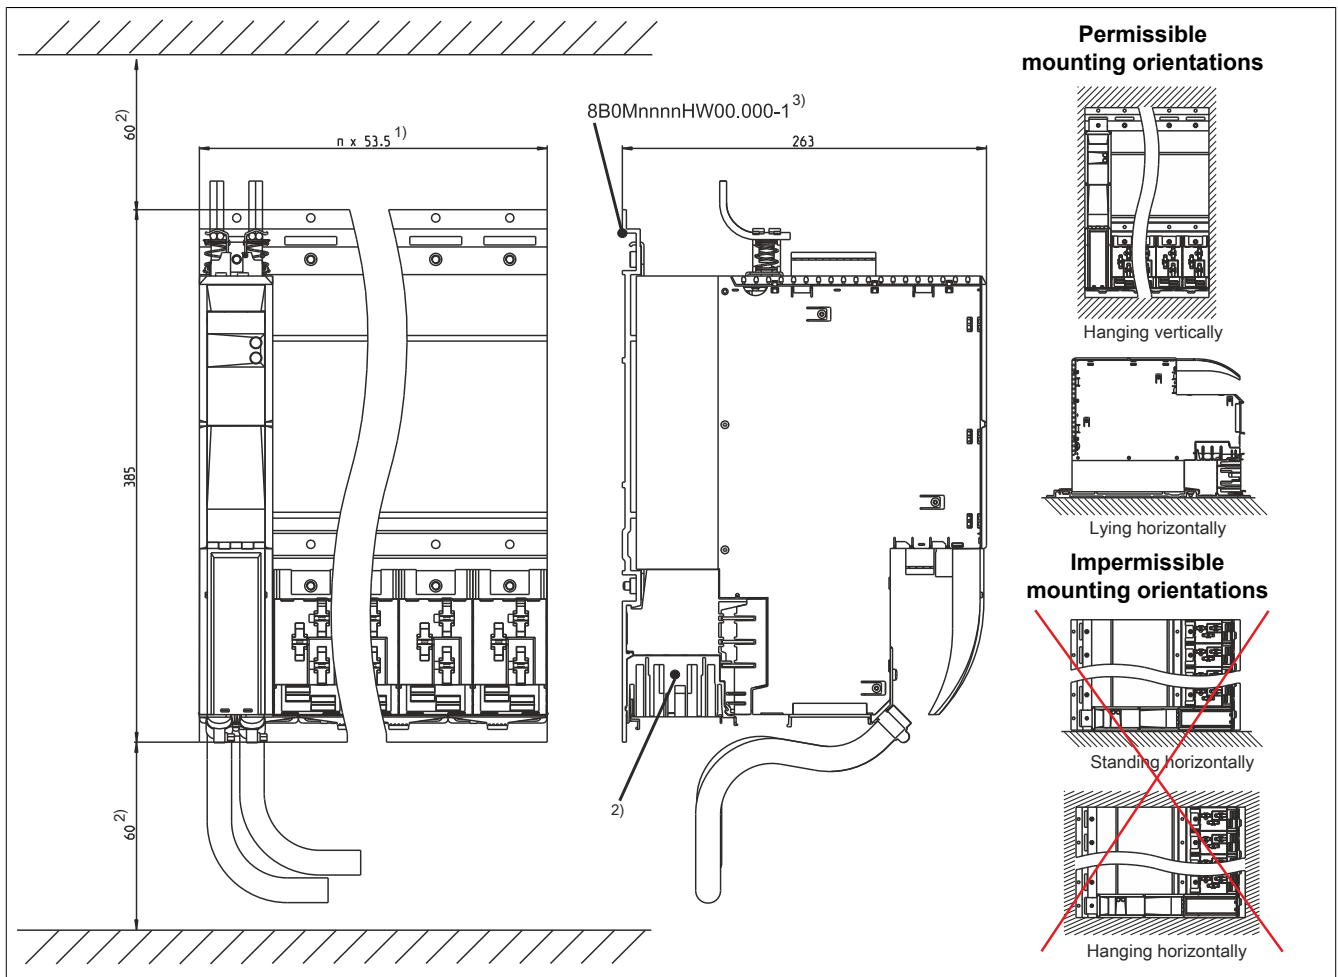 60 2)
n x 53.5 1)
385
60 2)
8B0MnnnnHW00.000-1 3)
263
2)
Permissible
mounting orientations
Hanging vertically
Lying horizontally
Impermissible
mounting orientations
Standing horizontally
Hanging horizontally